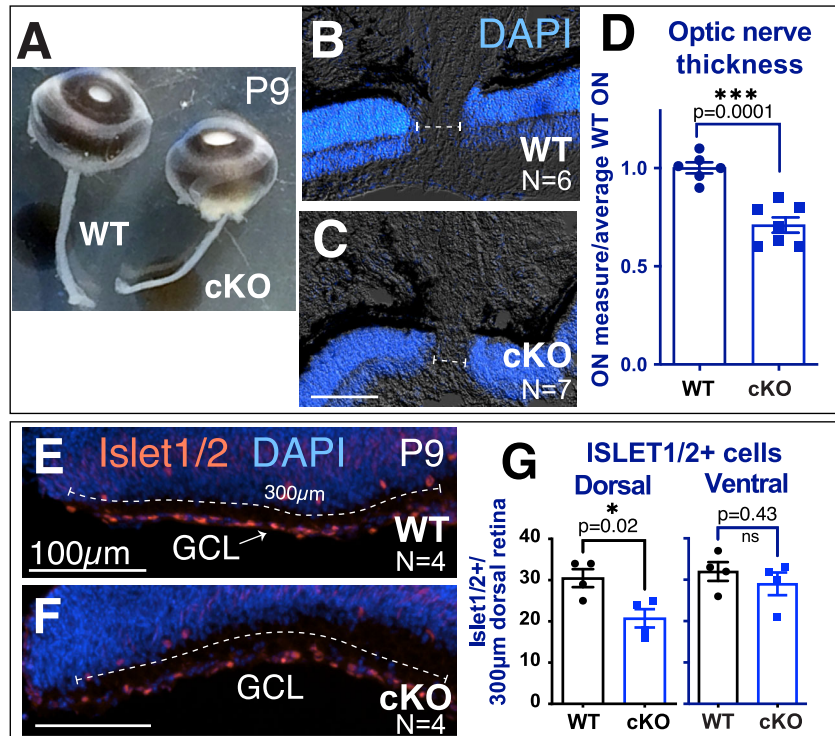 A
P9
WT
cKO
B
DAPI
WT
N=6
C
cKO
N=7
D
Optic nerve
thickness
***
p=0.0001
ON measure/average WT ON
1.0
0.5
0.0
WT
cKO
E
Islet1/2 DAPI P9
300µm
100µm
GCL
WT
N=4
F
GCL
cKO
N=4
G
ISLET1/2+ cells
Dorsal
Ventral
*
p=0.02
p=0.43
ns
Islet1/2+/
300µm dorsal retina
40
30
20
10
0
WT
cKO
WT
cKO